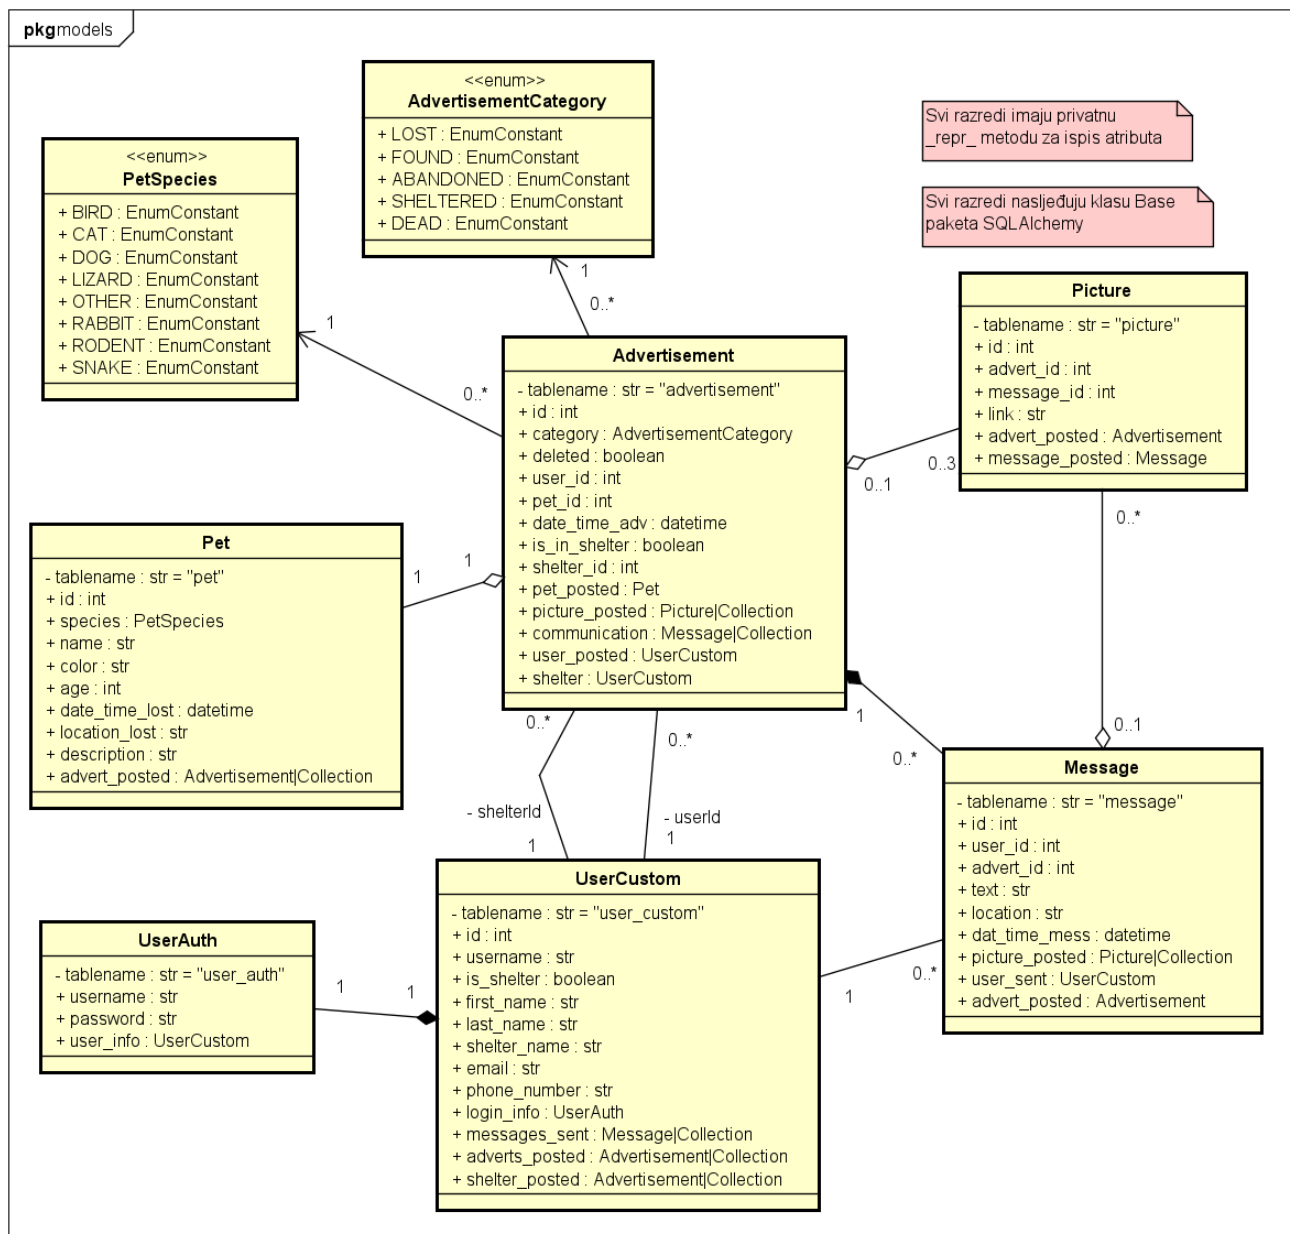 pkg models
<<enum>>
AdvertisementCategory
+ LOST : EnumConstant
+ FOUND : EnumConstant
+ ABANDONED : EnumConstant
+ SHELTERED : EnumConstant
+ DEAD : EnumConstant
Svi razredi imaju privatnu
_repr_ metodu za ispis atributa
Svi razredi nasljeđuju klasu Base
paketa SQLAlchemy
<<enum>>
PetSpecies
+ BIRD : EnumConstant
+ CAT : EnumConstant
+ DOG : EnumConstant
+ LIZARD : EnumConstant
+ OTHER : EnumConstant
+ RABBIT : EnumConstant
+ RODENT : EnumConstant
+ SNAKE : EnumConstant
1
0..*
1
0..*
Picture
- tablename : str = "picture"
+ id : int
+ advert_id : int
+ message_id : int
+ link : str
+ advert_posted : Advertisement
+ message_posted : Message
Advertisement
- tablename : str = "advertisement"
+ id : int
+ category : AdvertisementCategory
+ deleted : boolean
+ user_id : int
+ pet_id : int
+ date_time_adv : datetime
+ is_in_shelter : boolean
+ shelter_id : int
+ pet_posted : Pet
+ picture_posted : Picture|Collection
+ communication : Message|Collection
+ user_posted : UserCustom
+ shelter : UserCustom
0..1
0..3
0..*
0..1
Pet
- tablename : str = "pet"
+ id : int
+ species : PetSpecies
+ name : str
+ color : str
+ age : int
+ date_time_lost : datetime
+ location_lost : str
+ description : str
+ advert_posted : Advertisement|Collection
1
1
0..*
0..*
1
0..*
- shelterId
1
- userId
1
Message
- tablename : str = "message"
+ id : int
+ user_id : int
+ advert_id : int
+ text : str
+ location : str
+ dat_time_mess : datetime
+ picture_posted : Picture|Collection
+ user_sent : UserCustom
+ advert_posted : Advertisement
UserCustom
- tablename : str = "user_custom"
+ id : int
+ username : str
+ is_shelter : boolean
+ first_name : str
+ last_name : str
+ shelter_name : str
+ email : str
+ phone_number : str
+ login_info : UserAuth
+ messages_sent : Message|Collection
+ adverts_posted : Advertisement|Collection
+ shelter_posted : Advertisement|Collection
1
0..*
UserAuth
- tablename : str = "user_auth"
+ username : str
+ password : str
+ user_info : UserCustom
1
1